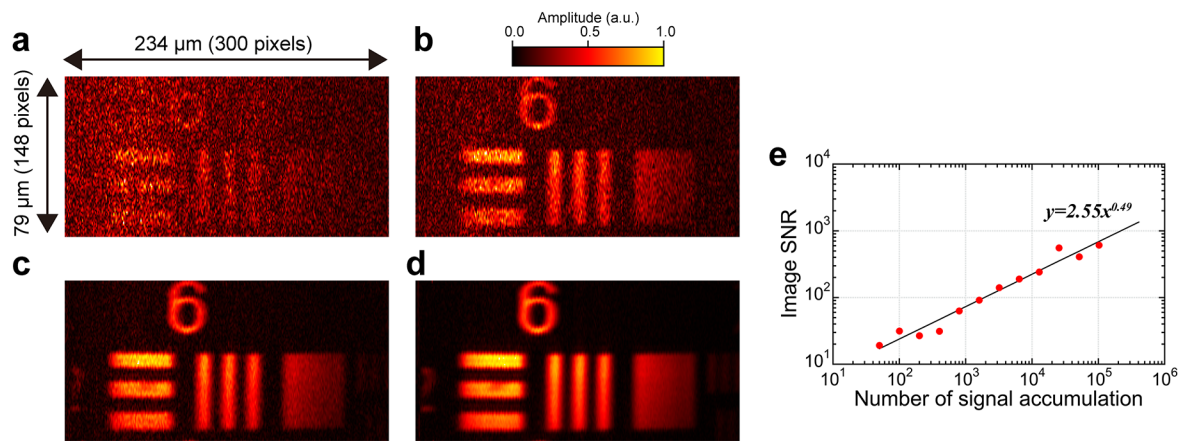 a
234 µm (300 pixels)
79 µm (148 pixels)
b
Amplitude (a.u.)
0.0 0.5 1.0
6
6
c
6
d
6
e
Image SNR
10⁴
10³
10²
10¹
y=2.55x^0.49
10¹ 10² 10³ 10⁴ 10⁵ 10⁶
Number of signal accumulation